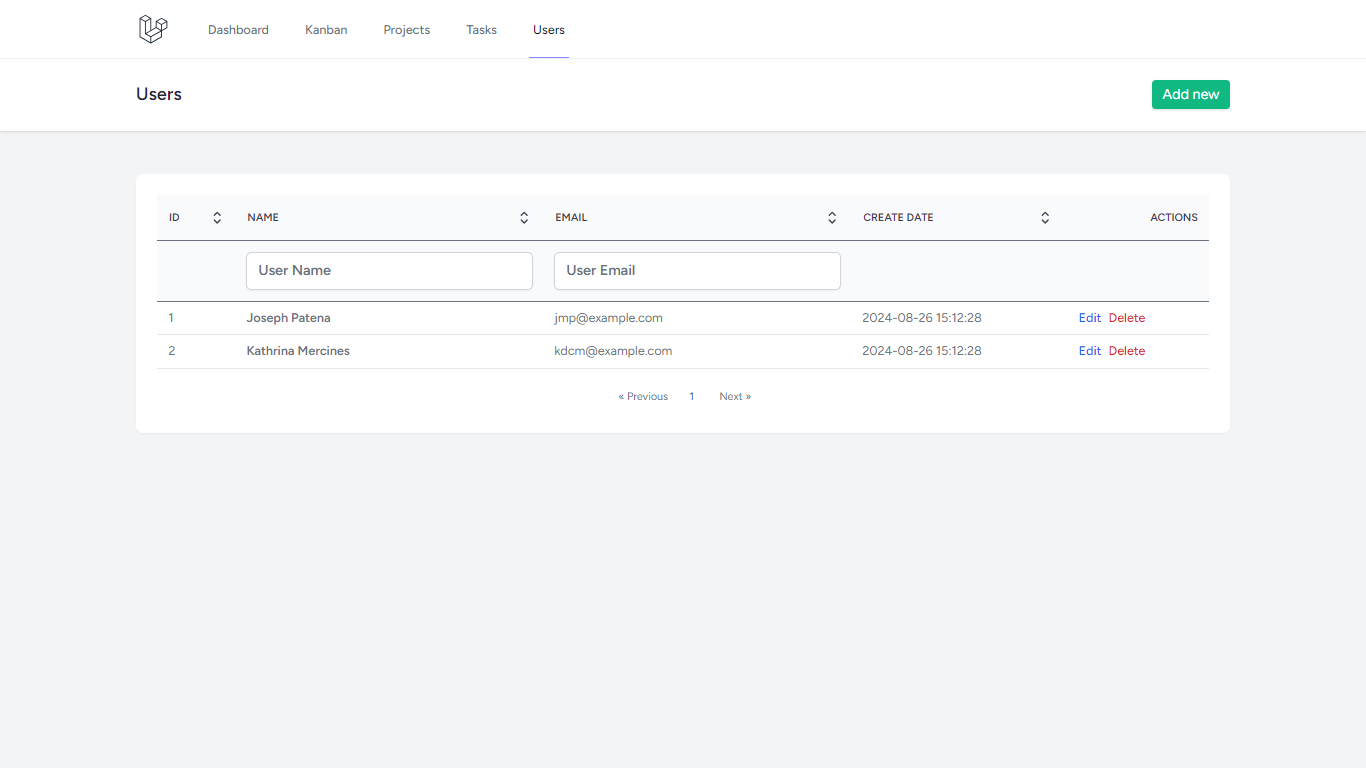 Dashboard Kanban Projects Tasks Users
Users Add new
ID NAME EMAIL CREATE DATE ACTIONS
User Name User Email
1 Joseph Patena jmp@example.com 2024-08-26 15:12:28 Edit Delete
2 Kathrina Mercines kdcm@example.com 2024-08-26 15:12:28 Edit Delete
« Previous 1 Next »